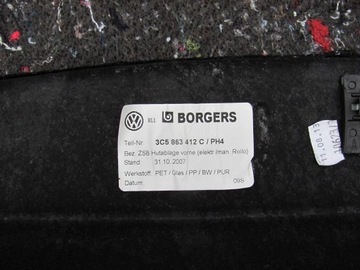 BORGERS
Teil-Nr. 3C5 863 412 C / PH4
Bez. ZSB Hutablage vorne (elektr./man. Rollo)
Stand 31.10.2007
Werkstoff: PET / Glas / PP / BW / PUR
Datum: 09S